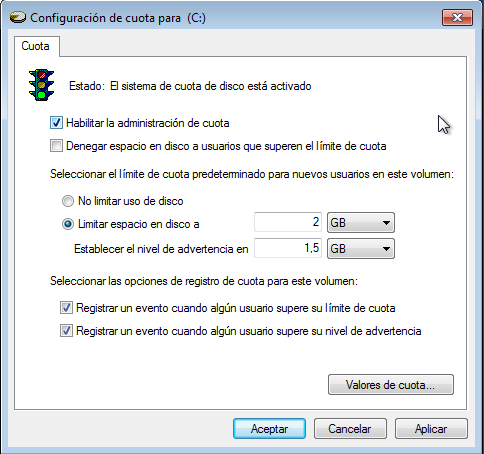 Configuración de cuota para (C:)
Cuota
Estado: El sistema de cuota de disco está activado
Habilitar la administración de cuota
Denegar espacio en disco a usuarios que superen el límite de cuota
Seleccionar el límite de cuota predeterminado para nuevos usuarios en este volumen:
No limitar uso de disco
Limitar espacio en disco a 2 GB
Establecer el nivel de advertencia en 1,5 GB
Seleccionar las opciones de registro de cuota para este volumen:
Registrar un evento cuando algún usuario supere su límite de cuota
Registrar un evento cuando algún usuario supere su nivel de advertencia
Valores de cuota...
Aceptar Cancelar Aplicar